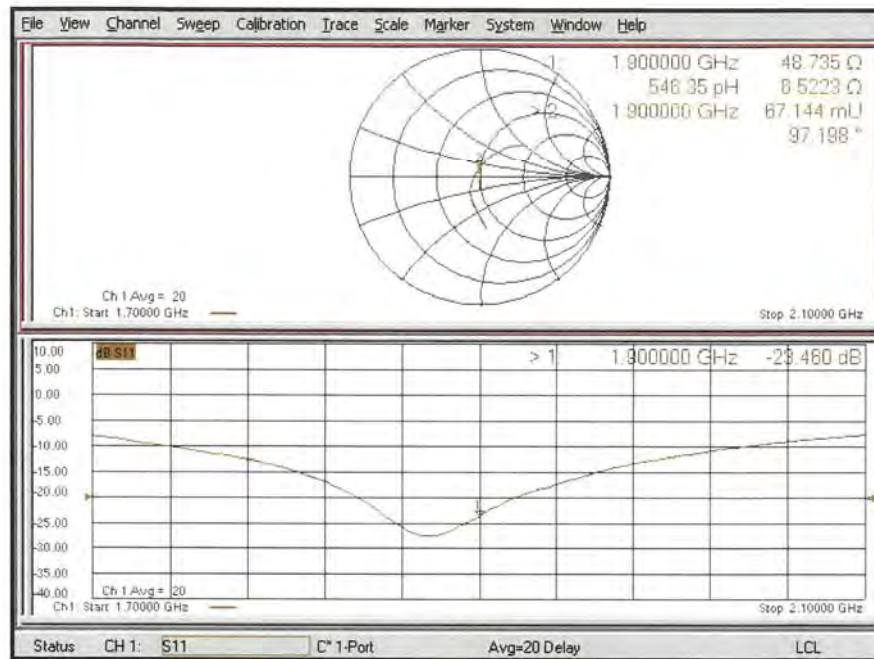 File View Channel Sweep Calibration Trace Scale Marker System Window Help
1: 1.900000 GHz 48.735 Ω
548.35 pH 6.5223 Ω
> 2: 1.900000 GHz 67.144 mU
97.198 °
Ch 1 Avg = 20
Ch1: Start 1.70000 GHz
Stop 2.10000 GHz
10.00
dB S11
> 1: 1.900000 GHz -23.460 dB
5.00
0.00
-5.00
-10.00
-15.00
-20.00
-25.00
-30.00
-35.00
-40.00
Ch 1 Avg = 20
Ch1: Start 1.70000 GHz
Stop 2.10000 GHz
Status CH 1: S11 C* 1-Port Avg=20 Delay LCL